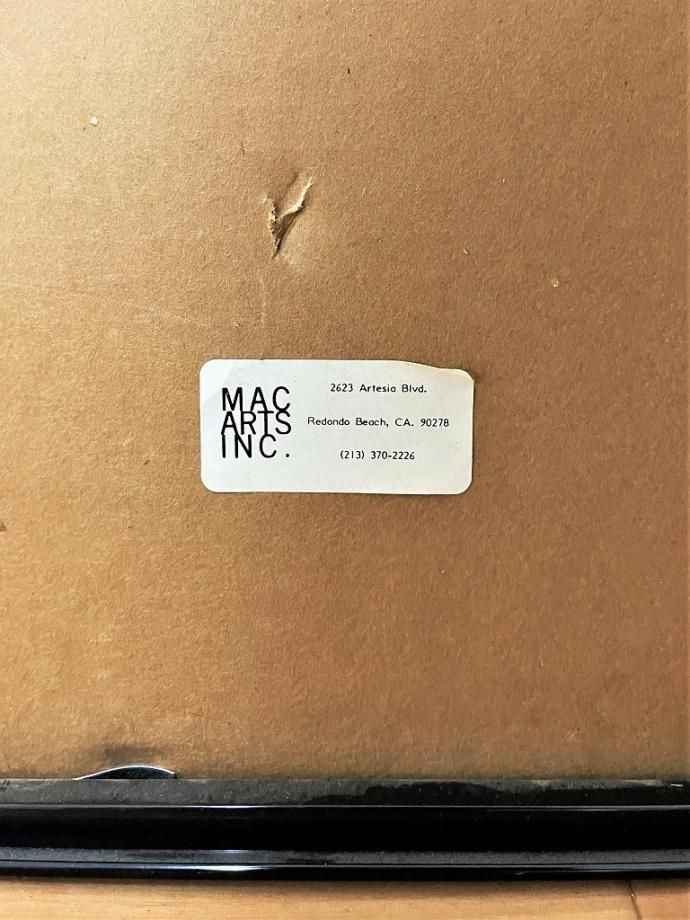 MAC
ARTS
INC.
2623 Artesia Blvd.
Redondo Beach, CA. 90278
(213) 370-2226